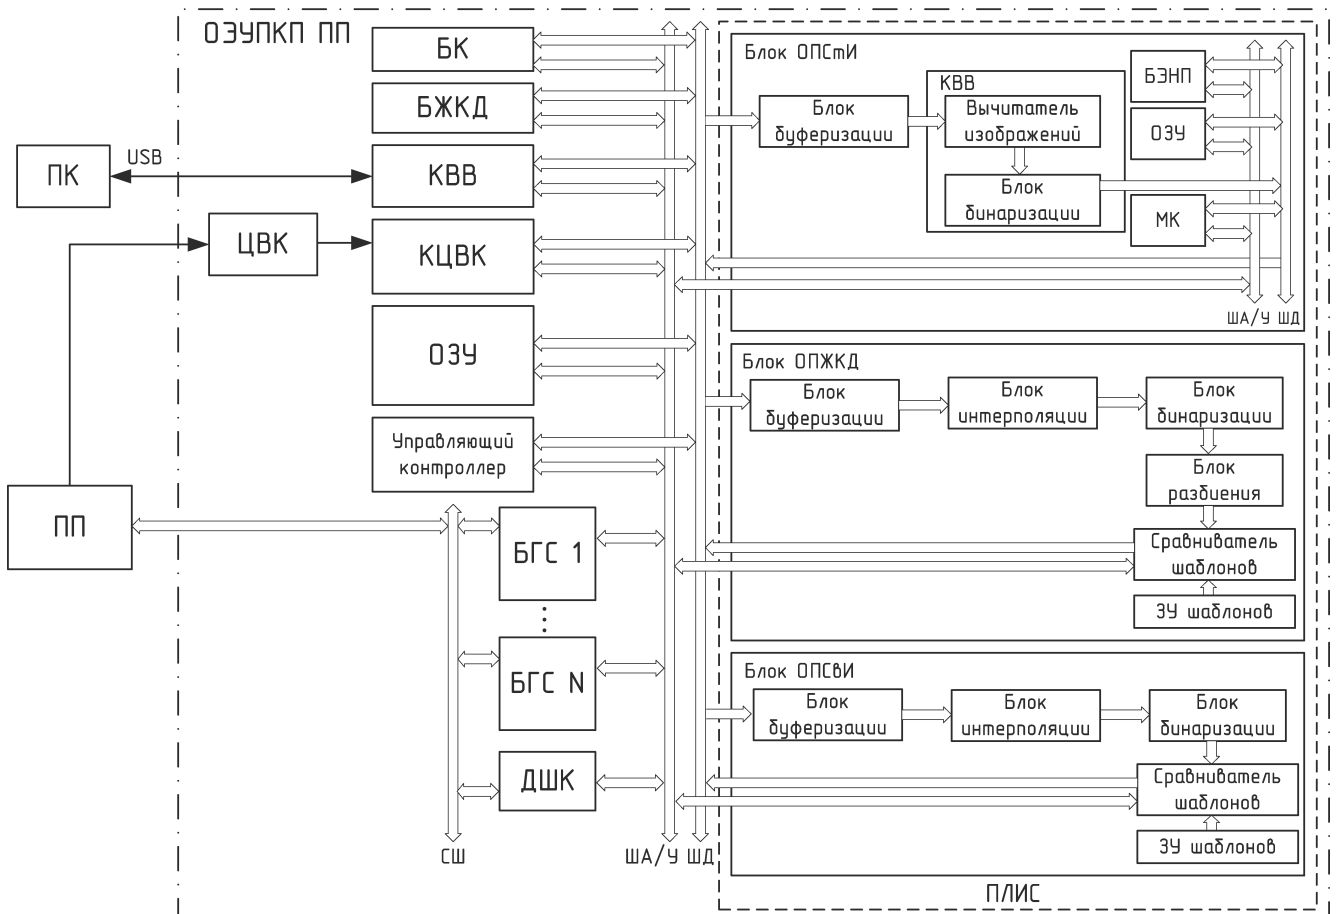 ОЗУПКП ПП
БК
БЖКД
ПК
USB
КВВ
ЦВК
КЦВК
ОЗУ
Управляющий
контроллер
ПП
БГС 1
БГС N
ДШК
СШ
ША/У ШД
Блок ОПСтИ
Блок
буферизации
КВВ
Вычитатель
изображений
Блок
бинаризации
БЭНП
ОЗУ
МК
ША/У ШД
Блок ОПЖКД
Блок
буферизации
Блок
интерполяции
Блок
бинаризации
Блок
разбиения
Сравниватель
шаблонов
ЗУ шаблонов
Блок ОПСвИ
Блок
буферизации
Блок
интерполяции
Блок
бинаризации
Сравниватель
шаблонов
ЗУ шаблонов
ПЛИС